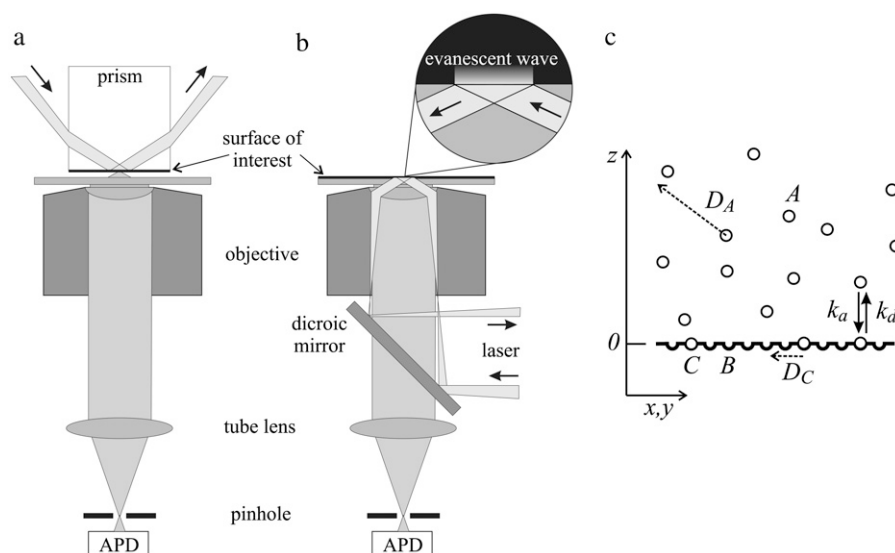 a
prism
surface of
interest
objective
tube lens
pinhole
APD
b
evanescent wave
dicroic
mirror
laser
APD
c
z
A
D_A
k_a
k_d
0
C
B
D_C
x,y